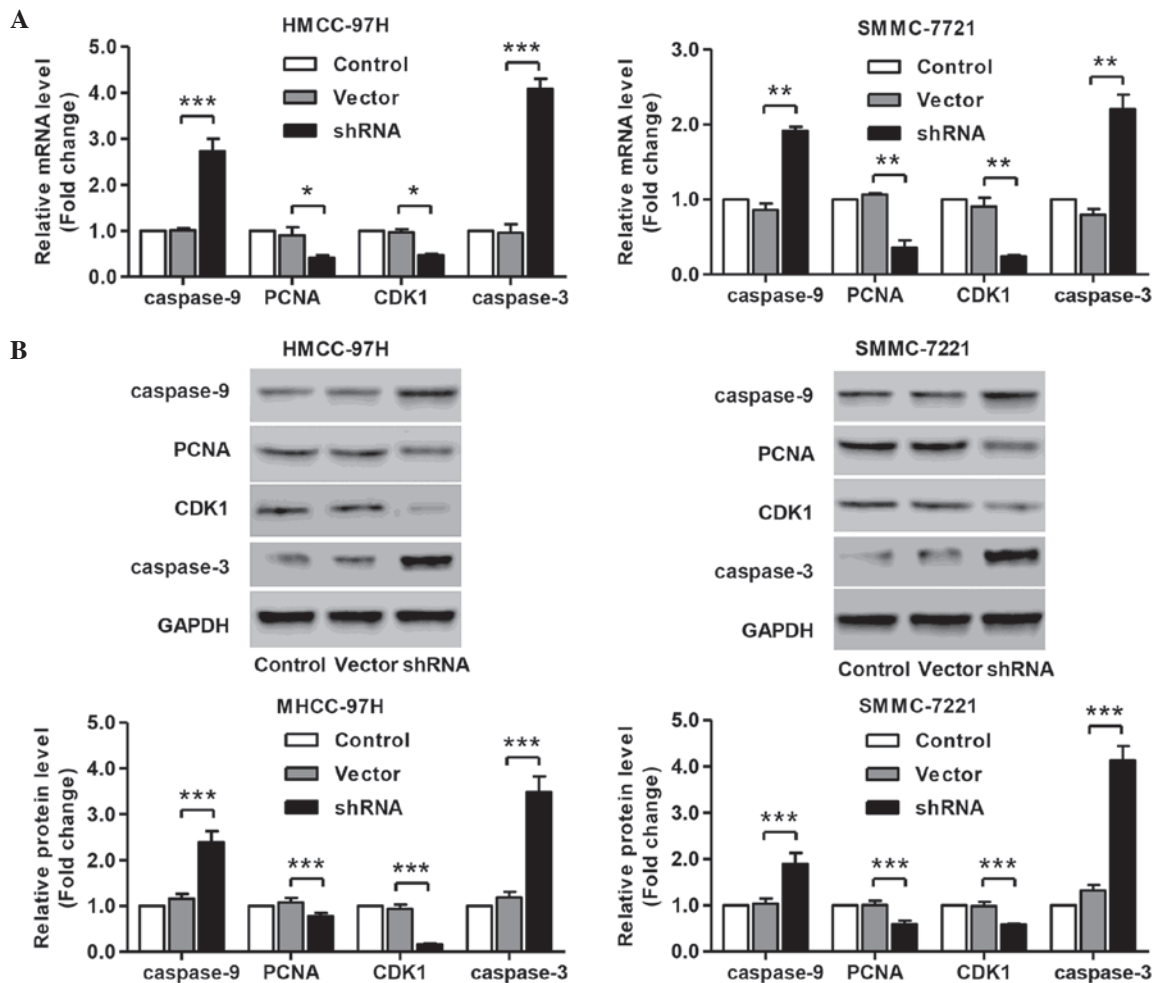 A
HMCC-97H
Relative mRNA level
(Fold change)
5.0
4.0
3.0
2.0
1.0
0.0
Control
Vector
shRNA
***
*
*
***
caspase-9 PCNA CDK1 caspase-3
SMMC-7721
Relative mRNA level
(Fold change)
3.0
2.0
1.0
0.0
Control
Vector
shRNA
**
**
**
**
caspase-9 PCNA CDK1 caspase-3
B
HMCC-97H
caspase-9
PCNA
CDK1
caspase-3
GAPDH
Control Vector shRNA
SMMC-7221
caspase-9
PCNA
CDK1
caspase-3
GAPDH
Control Vector shRNA
MHCC-97H
Relative protein level
(Fold change)
5.0
4.0
3.0
2.0
1.0
0.0
Control
Vector
shRNA
***
***
***
***
caspase-9 PCNA CDK1 caspase-3
SMMC-7221
Relative protein level
(Fold change)
5.0
4.0
3.0
2.0
1.0
0.0
Control
Vector
shRNA
***
***
***
***
caspase-9 PCNA CDK1 caspase-3